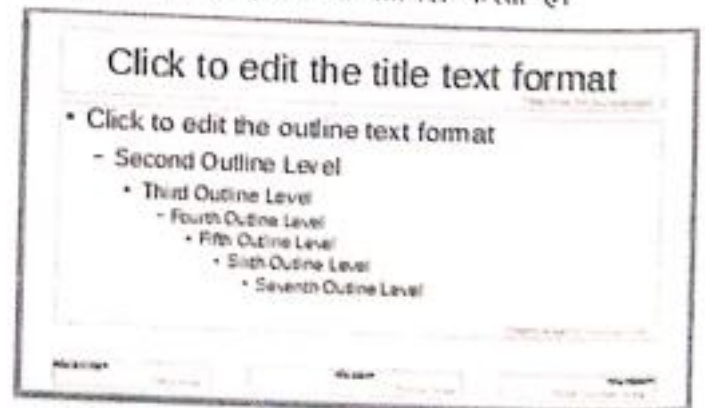 Click to edit the title text format
• Click to edit the outline text format
– Second Outline Level
• Third Outline Level
– Fourth Outline Level
• Fifth Outline Level
• Sixth Outline Level
• Seventh Outline Level